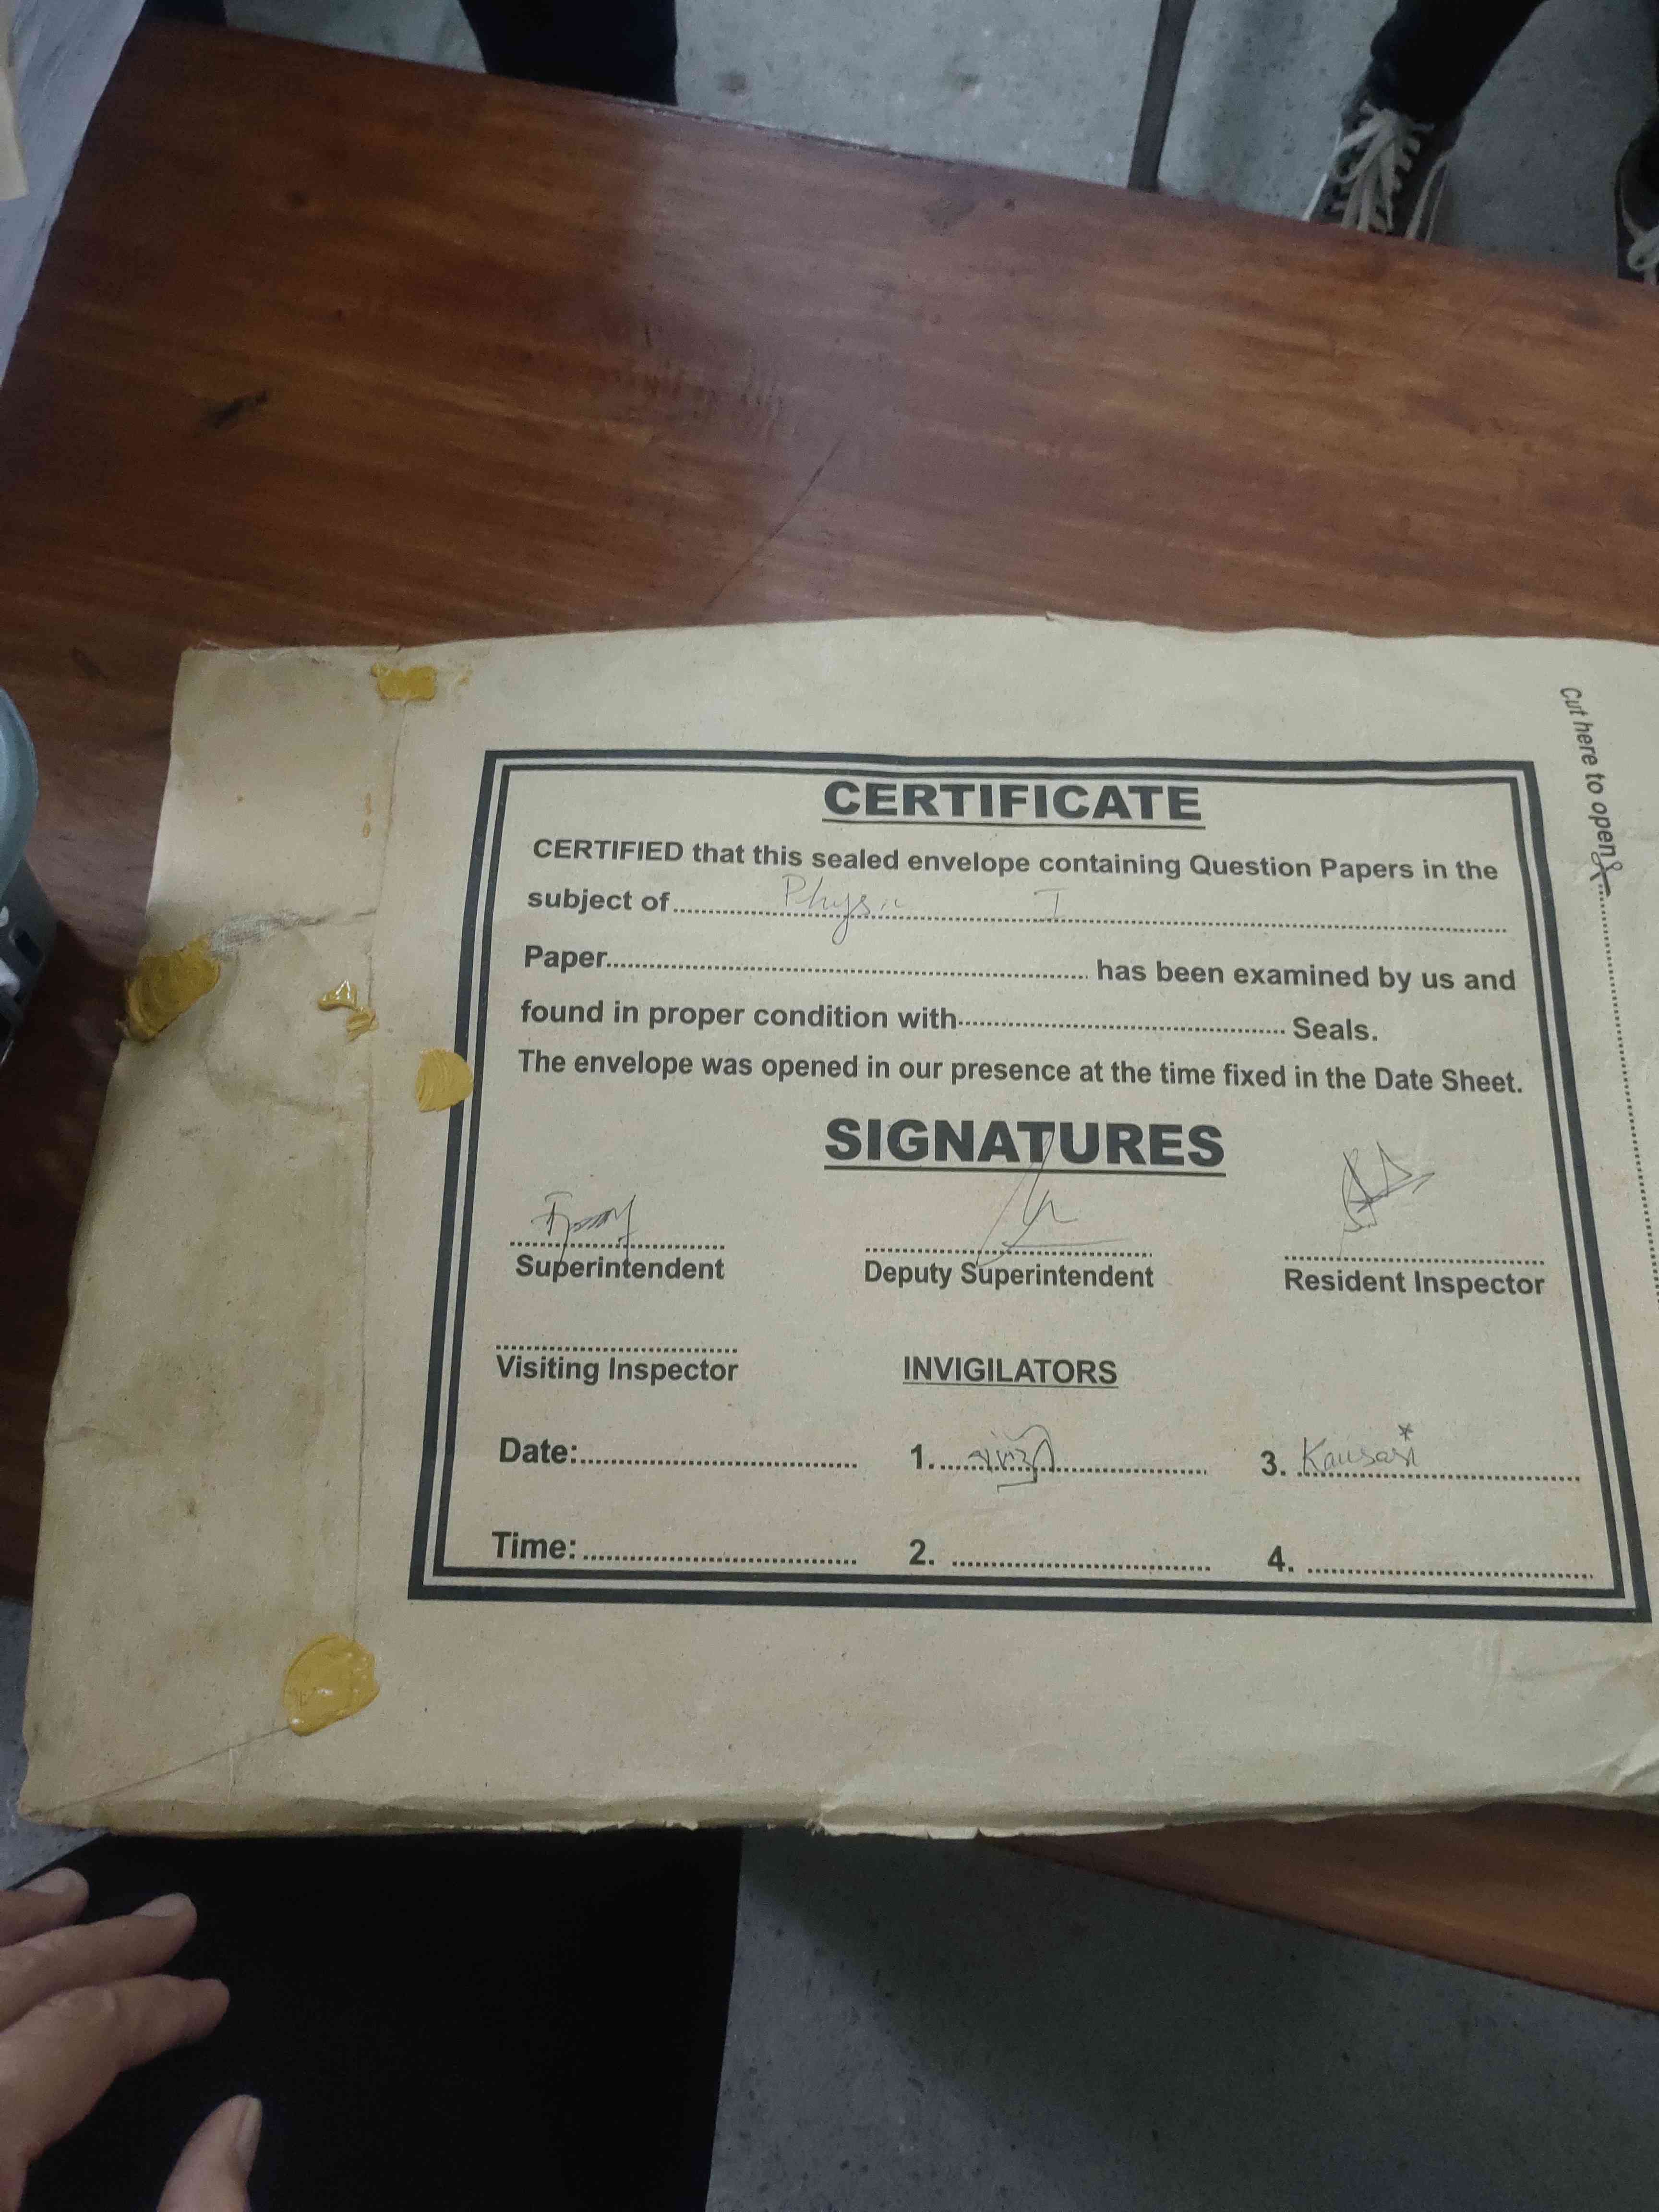 CERTIFICATE
CERTIFIED that this sealed envelope containing Question Papers in the
subject of Physic I
Paper has been examined by us and
found in proper condition with Seals.
The envelope was opened in our presence at the time fixed in the Date Sheet.
SIGNATURES
Superintendent Deputy Superintendent Resident Inspector
Visiting Inspector INVIGILATORS
Date: 1. 3. Kausar
Time: 2. 4.
Cut here to open